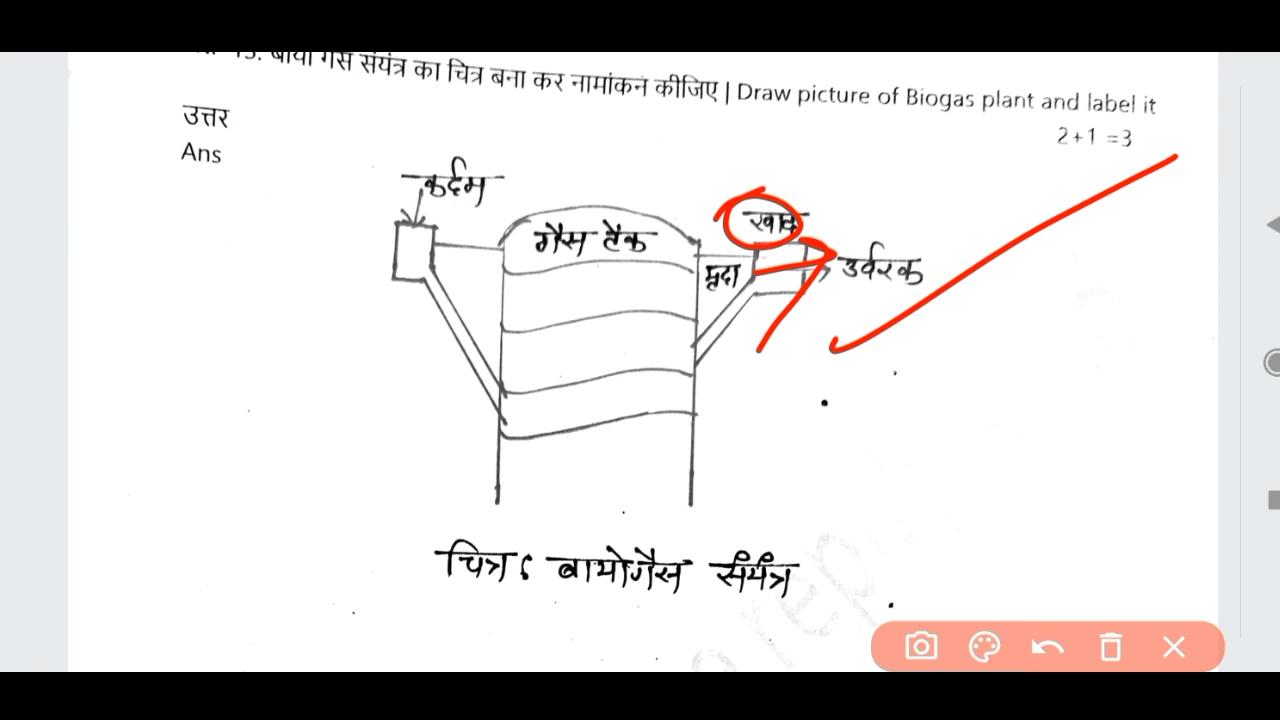 बायो गैस संयंत्र का चित्र बना कर नामांकन कीजिए | Draw picture of Biogas plant and label it
2+1 =3
उत्तर
Ans
कर्दम
गैस टैंक
खाद
मृदा
उर्वरक
चित्र: बायोगैस संयंत्र